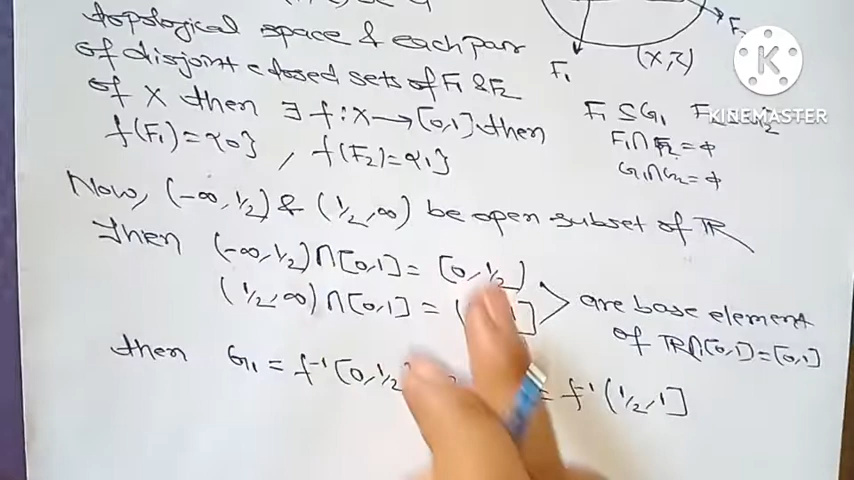 topological space & each pair
of disjoint closed sets of F₁ & F₂
of X then ∃ f: X → [0,1] then
f(F₁) = {0} , f(F₂) = {1}
Now, (-∞, 1/2) & (1/2, ∞) be open subset of ℝ
then (-∞, 1/2) ∩ [0,1] = [0, 1/2)
(1/2, ∞) ∩ [0,1] = ( 1] are base element
of ℝ ∩ [0,1] = [0,1]
then G₁ = f⁻¹[0, 1/2 = f⁻¹(1/2, 1]
F₁
(X, τ)
F₁ ⊆ G₁
F₁ ∩ F₂ = ϕ
G₁ ∩ G₂ = ϕ
K
KINEMASTER